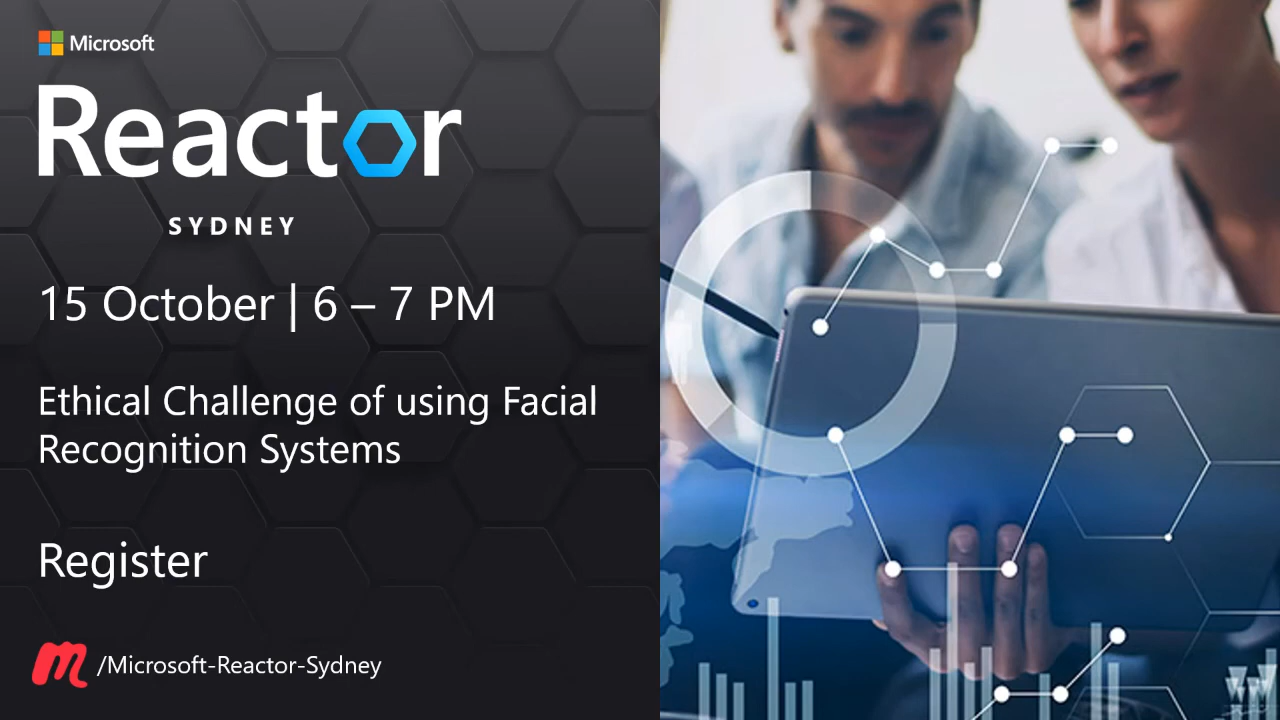 Microsoft
Reactor
SYDNEY
15 October | 6 – 7 PM
Ethical Challenge of using Facial
Recognition Systems
Register
/Microsoft-Reactor-Sydney